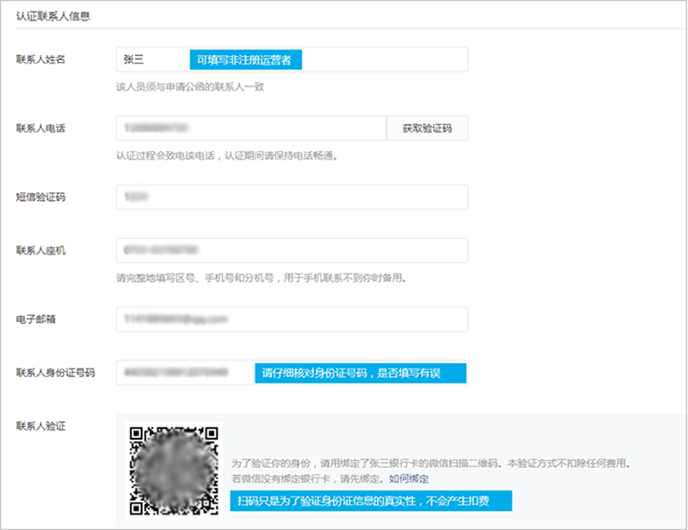 认证联系人信息
联系人姓名
张三
可填写非注册运营者
该人员须与申请公函的联系人一致
联系人电话
获取验证码
认证过程会致电该电话，认证期间请保持电话畅通。
短信验证码
联系人座机
请完整地填写区号、手机号和分机号，用于手机联系不到你时备用。
电子邮箱
联系人身份证号码
请仔细核对身份证号码，是否填写有误
联系人验证
为了验证你的身份，请用绑定了张三银行卡的微信扫描二维码。本验证方式不扣除任何费用。
若微信没有绑定银行卡，请先绑定。如何绑定
扫码只是为了验证身份证信息的真实性，不会产生扣费